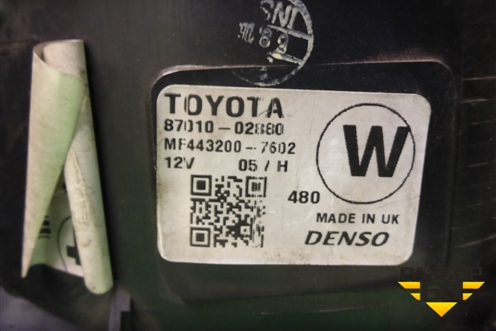 TOYOTA
87010-02880
MF443200-7602
12V 05/H
W
480
MADE IN UK
DENSO